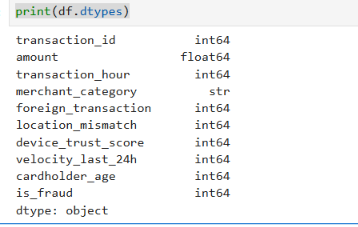 print(df.dtypes)
transaction_id int64
amount float64
transaction_hour int64
merchant_category str
foreign_transaction int64
location_mismatch int64
device_trust_score int64
velocity_last_24h int64
cardholder_age int64
is_fraud int64
dtype: object